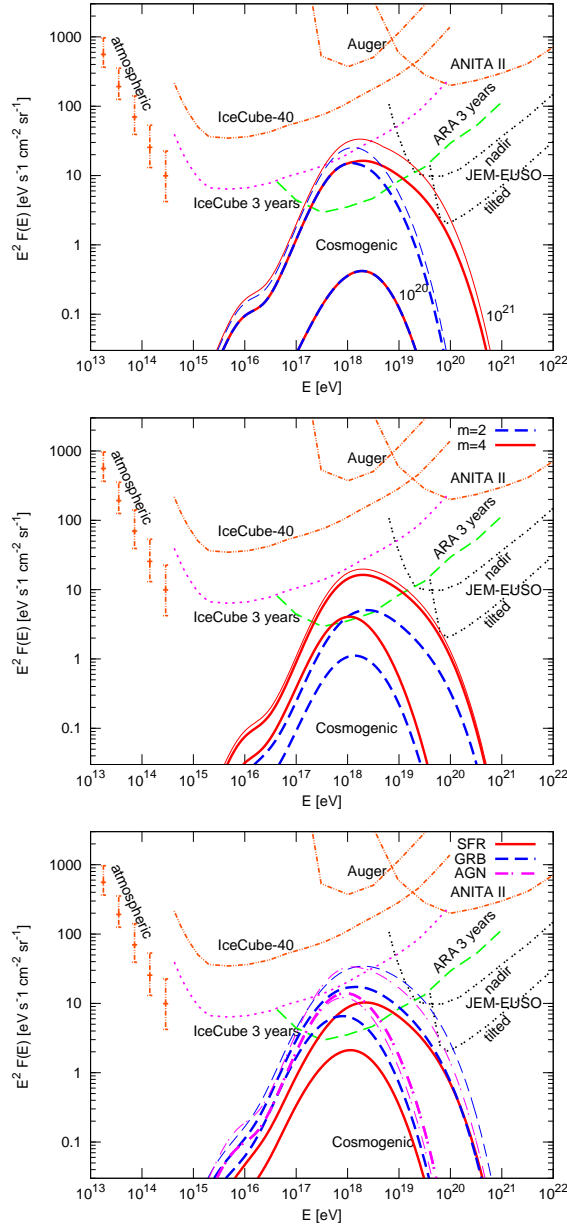 E² F(E) [eV s⁻¹ cm⁻² sr⁻¹]
1000
100
10
1
0.1
atmospheric
Auger
ANITA II
IceCube-40
ARA 3 years
nadir
JEM-EUSO
tilted
IceCube 3 years
Cosmogenic
10²⁰
10²¹
10¹³ 10¹⁴ 10¹⁵ 10¹⁶ 10¹⁷ 10¹⁸ 10¹⁹ 10²⁰ 10²¹ 10²²
E [eV]
E² F(E) [eV s⁻¹ cm⁻² sr⁻¹]
1000
100
10
1
0.1
m=2
m=4
atmospheric
Auger
ANITA II
IceCube-40
ARA 3 years
nadir
JEM-EUSO
tilted
IceCube 3 years
Cosmogenic
10¹³ 10¹⁴ 10¹⁵ 10¹⁶ 10¹⁷ 10¹⁸ 10¹⁹ 10²⁰ 10²¹ 10²²
E [eV]
E² F(E) [eV s⁻¹ cm⁻² sr⁻¹]
1000
100
10
1
0.1
SFR
GRB
AGN
atmospheric
Auger
ANITA II
IceCube-40
ARA 3 years
nadir
JEM-EUSO
tilted
IceCube 3 years
Cosmogenic
10¹³ 10¹⁴ 10¹⁵ 10¹⁶ 10¹⁷ 10¹⁸ 10¹⁹ 10²⁰ 10²¹ 10²²
E [eV]